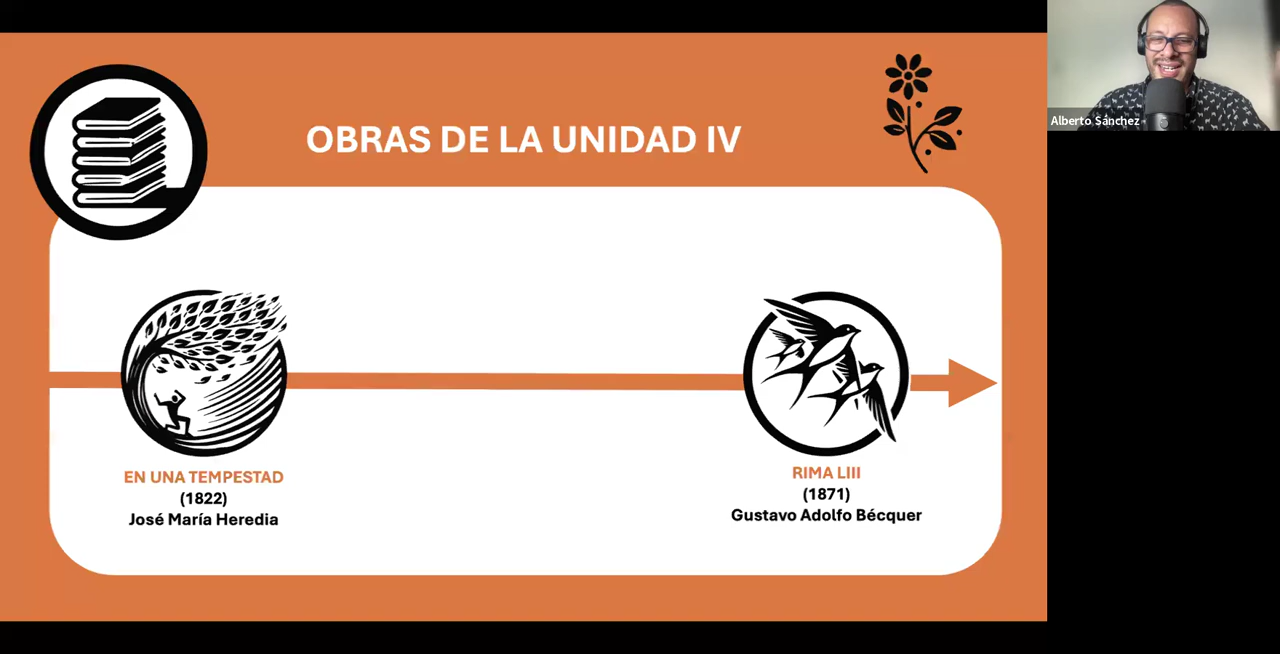 OBRAS DE LA UNIDAD IV
Alberto Sánchez
EN UNA TEMPESTAD
(1822)
José María Heredia
RIMA LIII
(1871)
Gustavo Adolfo Bécquer